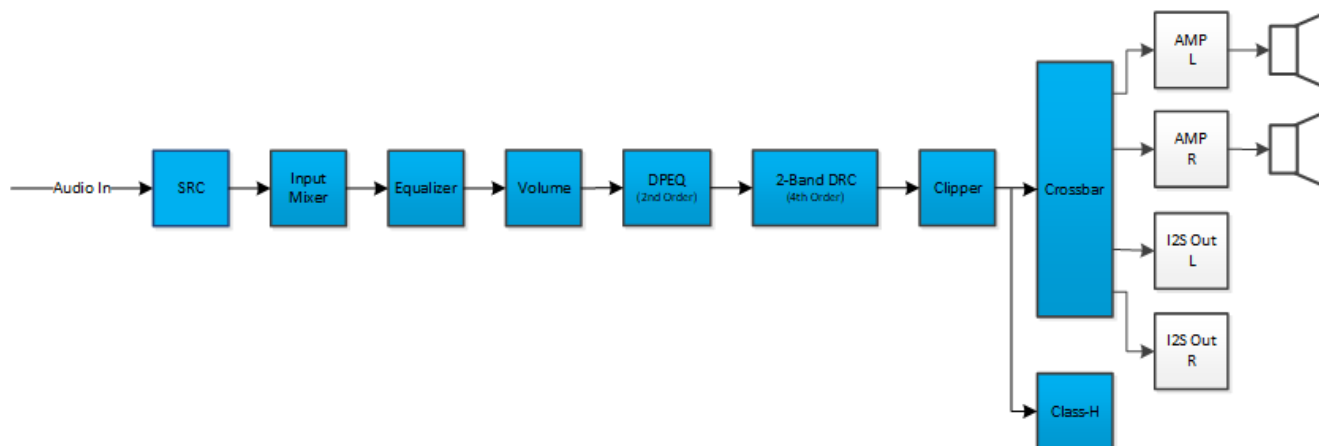 Audio In
SRC
Input
Mixer
Equalizer
Volume
DPEQ
(2nd Order)
2-Band DRC
(4th Order)
Clipper
Crossbar
AMP
L
AMP
R
I2S Out
L
I2S Out
R
Class-H